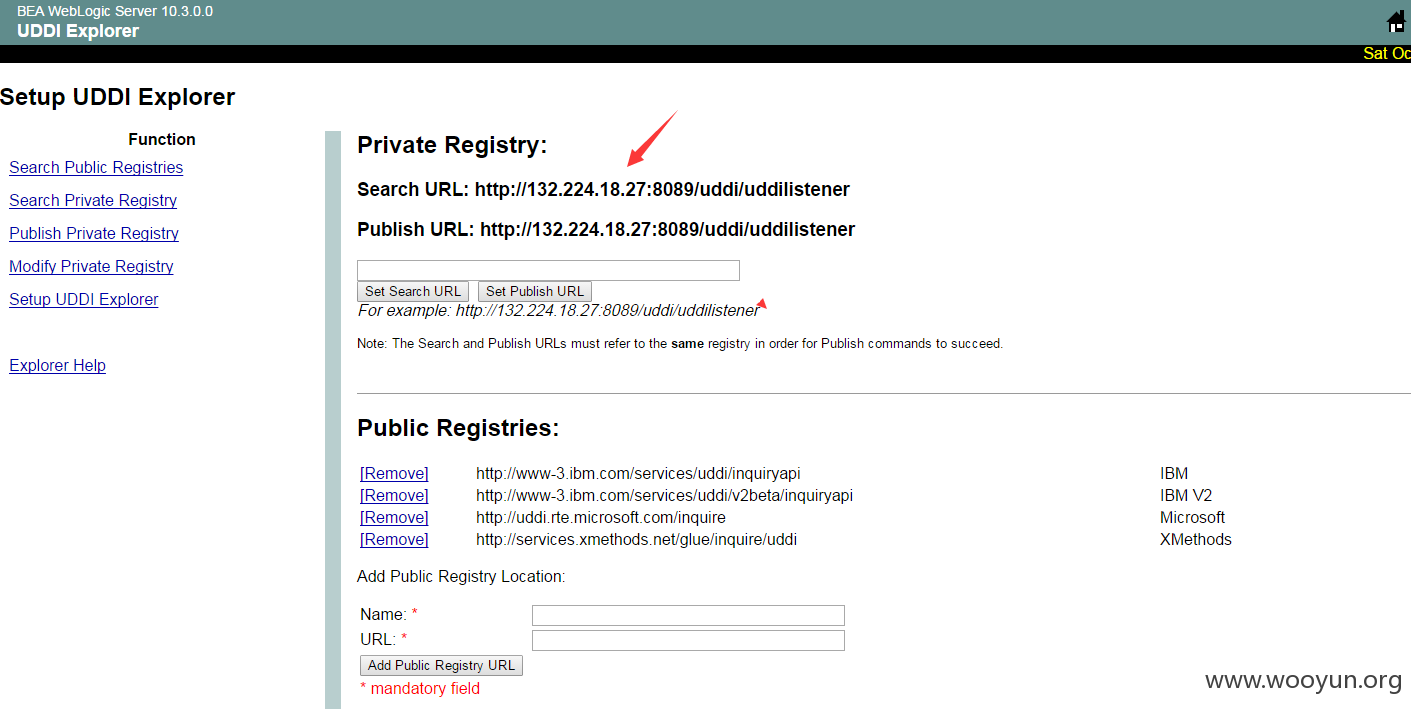 BEA WebLogic Server 10.3.0.0
UDDI Explorer
Sat Oc
Setup UDDI Explorer
Function
Search Public Registries
Search Private Registry
Publish Private Registry
Modify Private Registry
Setup UDDI Explorer
Explorer Help
Private Registry:
Search URL: http://132.224.18.27:8089/uddi/uddilistener
Publish URL: http://132.224.18.27:8089/uddi/uddilistener
Set Search URL Set Publish URL
For example: http://132.224.18.27:8089/uddi/uddilistener
Note: The Search and Publish URLs must refer to the same registry in order for Publish commands to succeed.
Public Registries:
[Remove] http://www-3.ibm.com/services/uddi/inquiryapi IBM
[Remove] http://www-3.ibm.com/services/uddi/v2beta/inquiryapi IBM V2
[Remove] http://uddi.rte.microsoft.com/inquire Microsoft
[Remove] http://services.xmethods.net/glue/inquire/uddi XMethods
Add Public Registry Location:
Name: *
URL: *
Add Public Registry URL
* mandatory field
www.wooyun.org